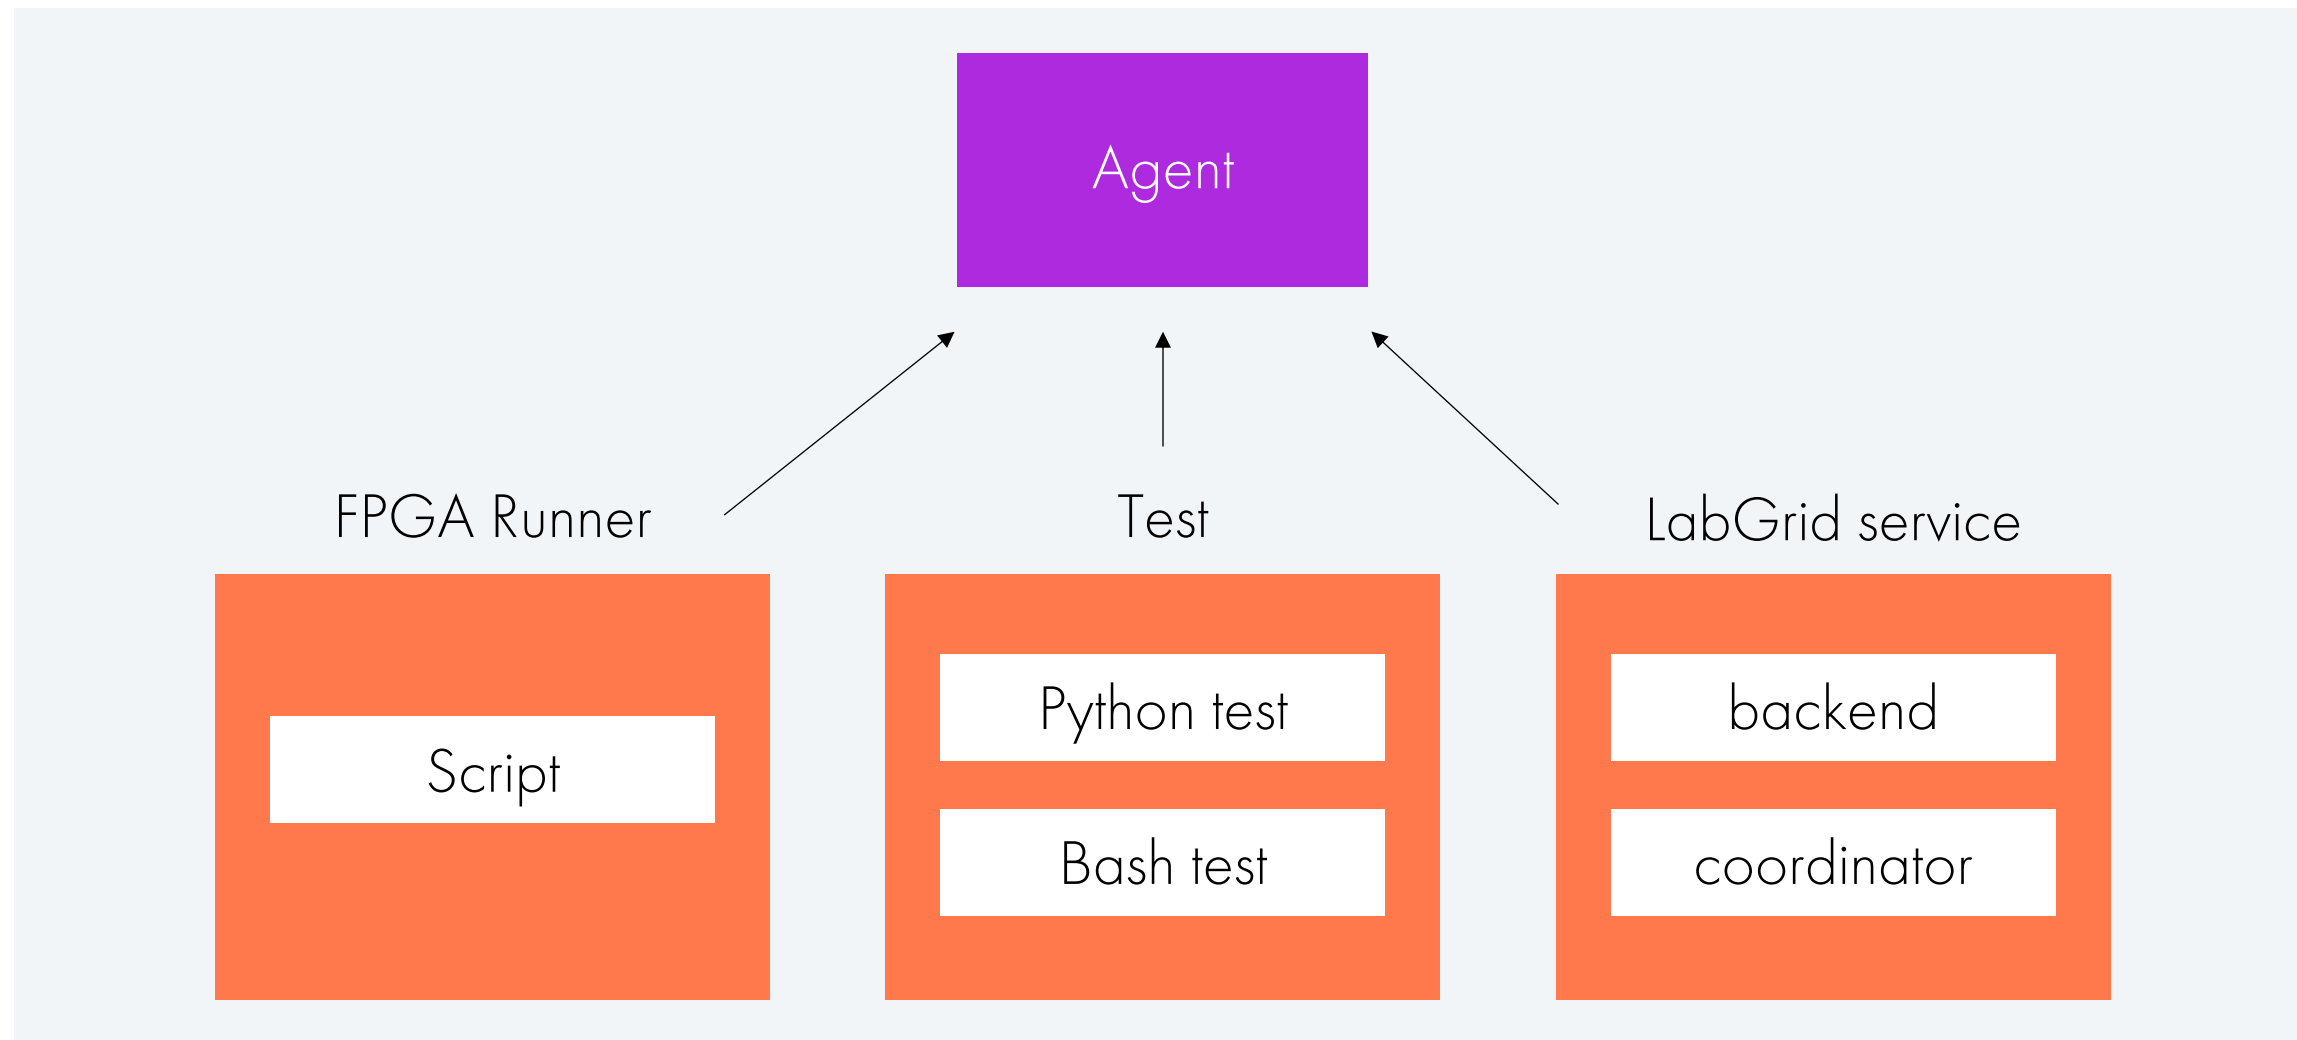 Agent
FPGA Runner
Test
LabGrid service
Script
Python test
Bash test
backend
coordinator